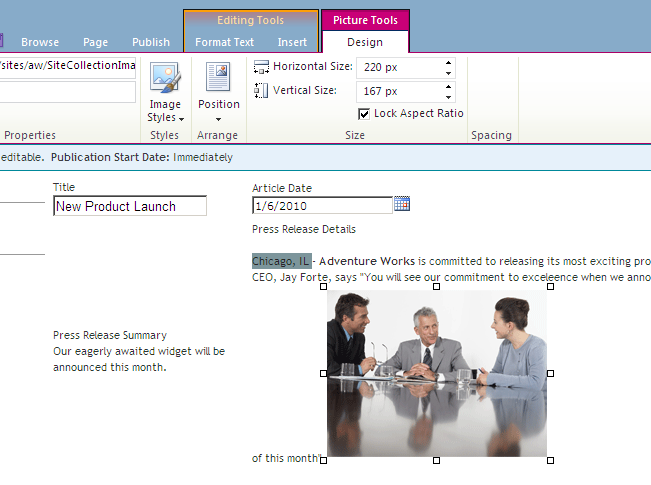 Editing Tools Picture Tools
Browse Page Publish Format Text Insert Design
/sites/aw/SiteCollectionIma
Image Styles
Position
Horizontal Size: 220 px
Vertical Size: 167 px
Lock Aspect Ratio
Properties Styles Arrange Size Spacing
editable. Publication Start Date: Immediately
Title
New Product Launch
Article Date
1/6/2010
Press Release Details
Chicago, IL - Adventure Works is committed to releasing its most exciting pro
CEO, Jay Forte, says "You will see our commitment to exceleence when we anno
Press Release Summary
Our eagerly awaited widget will be
announced this month.
of this month"